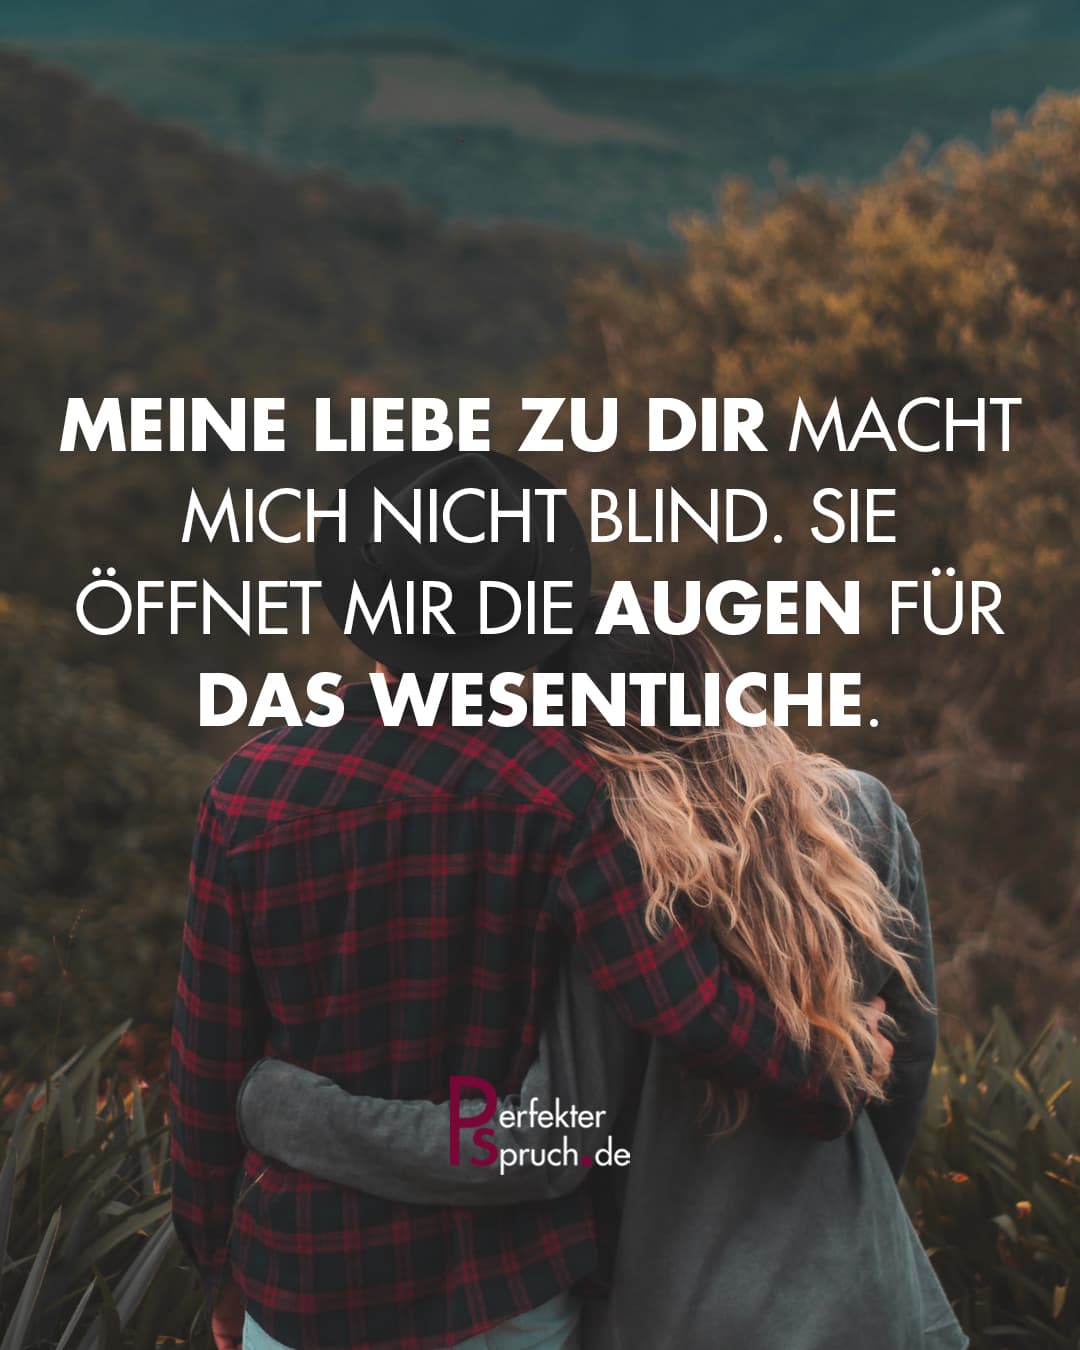 MEINE LIEBE ZU DIR MACHT
MICH NICHT BLIND. SIE
ÖFFNET MIR DIE AUGEN FÜR
DAS WESENTLICHE.
Perfekter
Spruch.de